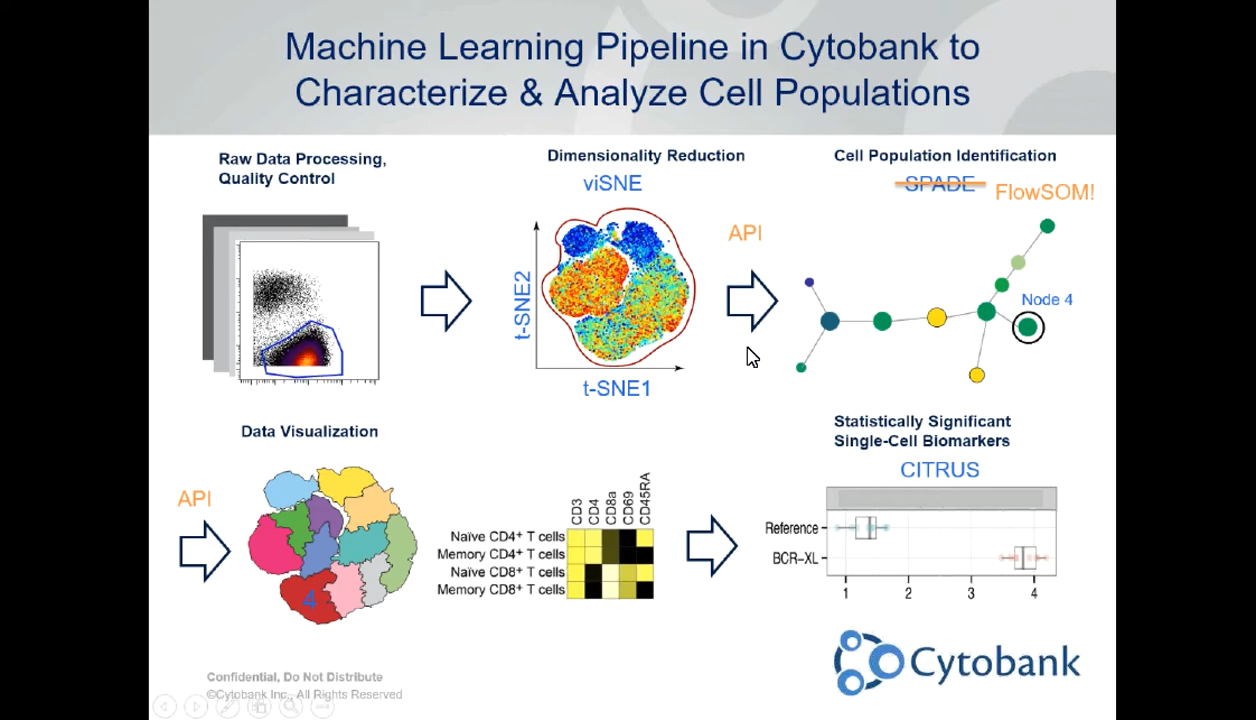 Machine Learning Pipeline in Cytobank to
Characterize & Analyze Cell Populations
Raw Data Processing,
Quality Control
Dimensionality Reduction
viSNE
t-SNE2
t-SNE1
API
Cell Population Identification
SPADE
FlowSOM!
Node 4
Data Visualization
API
4
CD3
CD4
CD8a
CD69
CD45RA
Naïve CD4+ T cells
Memory CD4+ T cells
Naïve CD8+ T cells
Memory CD8+ T cells
Statistically Significant
Single-Cell Biomarkers
CITRUS
Reference
BCR-XL
1 2 3 4
Cytobank
Confidential, Do Not Distribute
©Cytobank Inc., All Rights Reserved